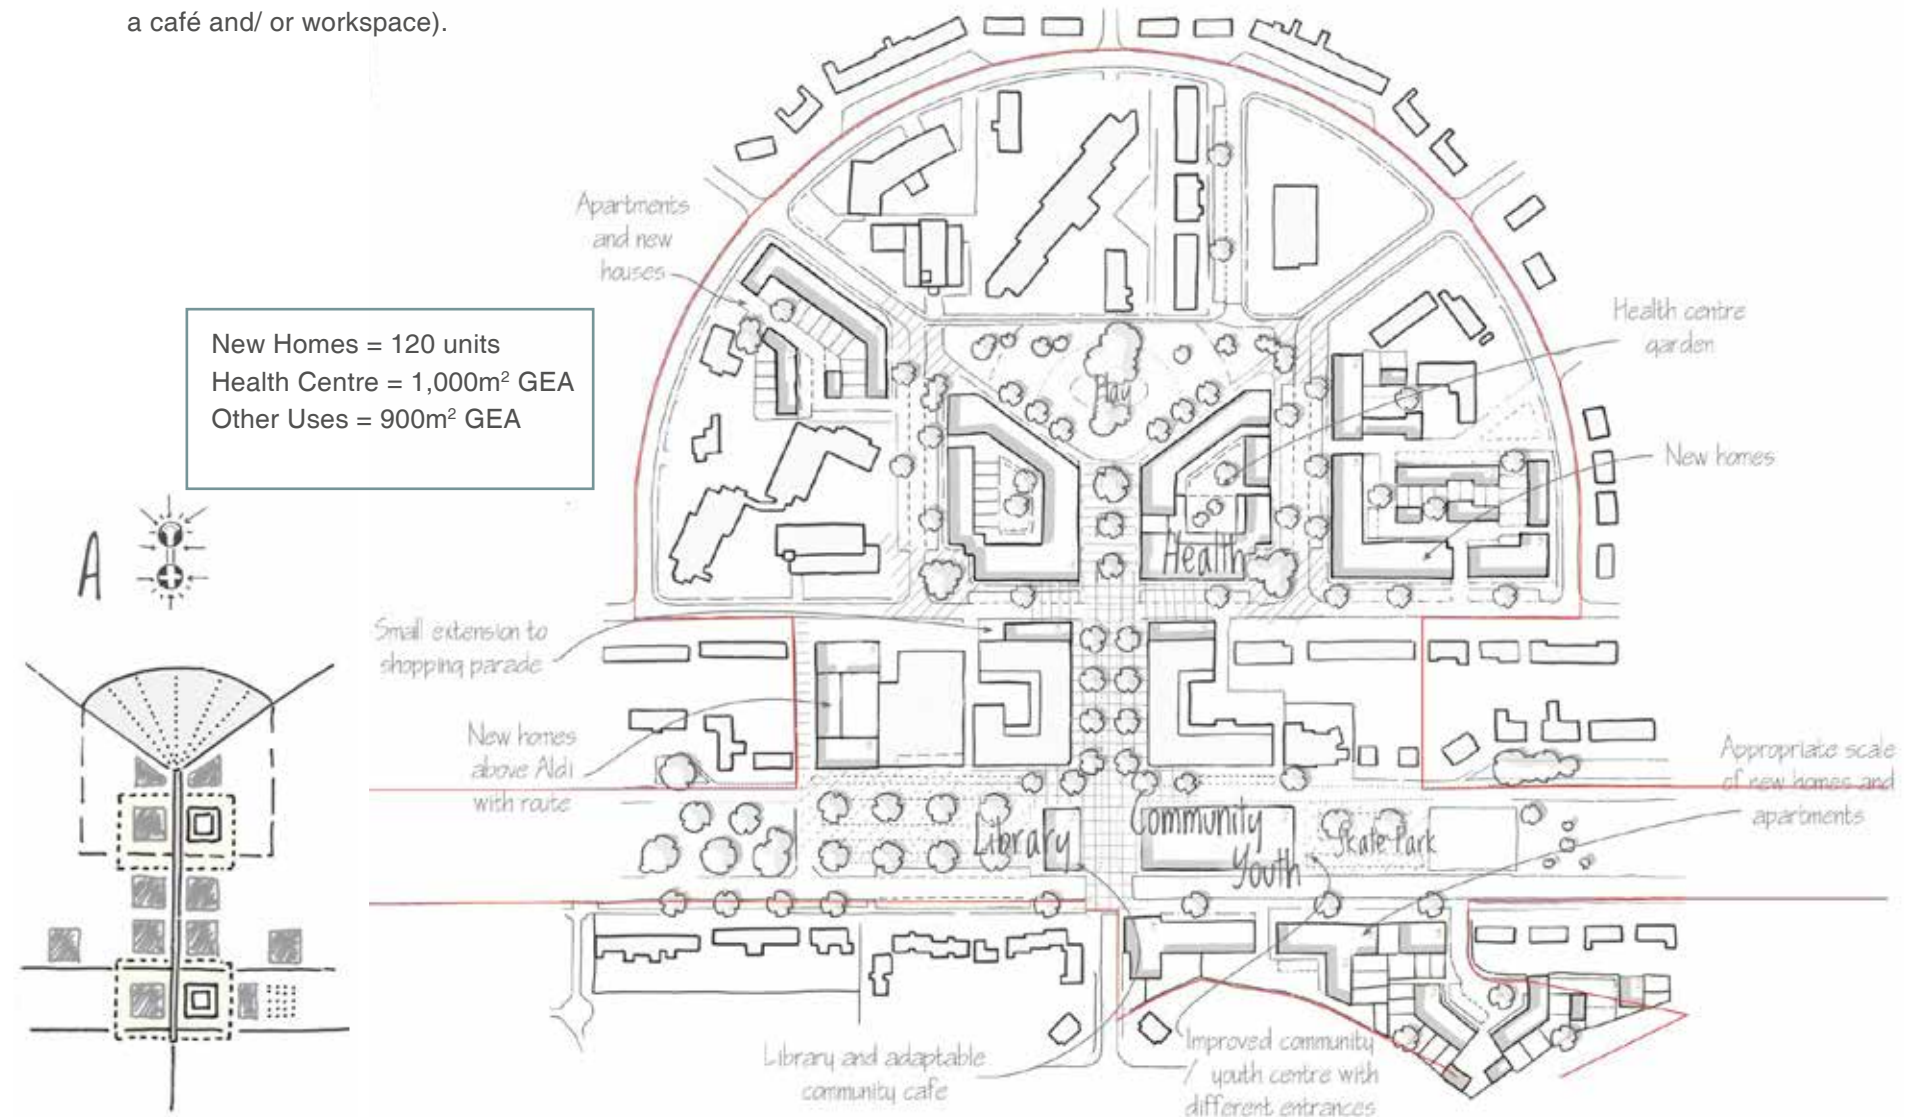 a café and/ or workspace).
Apartments
and new
houses
New Homes = 120 units
Health Centre = 1,000m² GEA
Other Uses = 900m² GEA
Health centre
garden
Play
New homes
A
Health
Small extension to
shopping parade
New homes
above Aldi
with route
Appropriate scale
of new homes and
apartments
Library
Community
Youth
Skate Park
Library and adaptable
community cafe
Improved community
/ youth centre with
different entrances